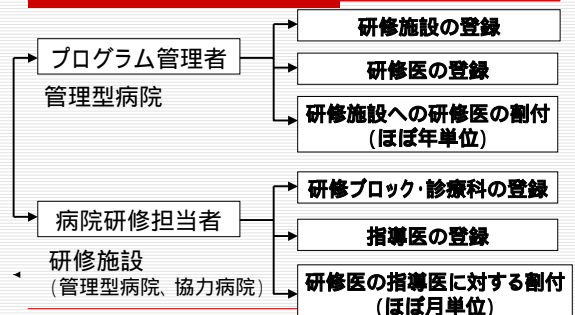 プログラム管理者
管理型病院
研修施設の登録
研修医の登録
研修施設への研修医の割付
(ほぼ年単位)
病院研修担当者
研修施設
(管理型病院、協力病院)
研修ブロック・診療科の登録
指導医の登録
研修医の指導医に対する割付
(ほぼ月単位)